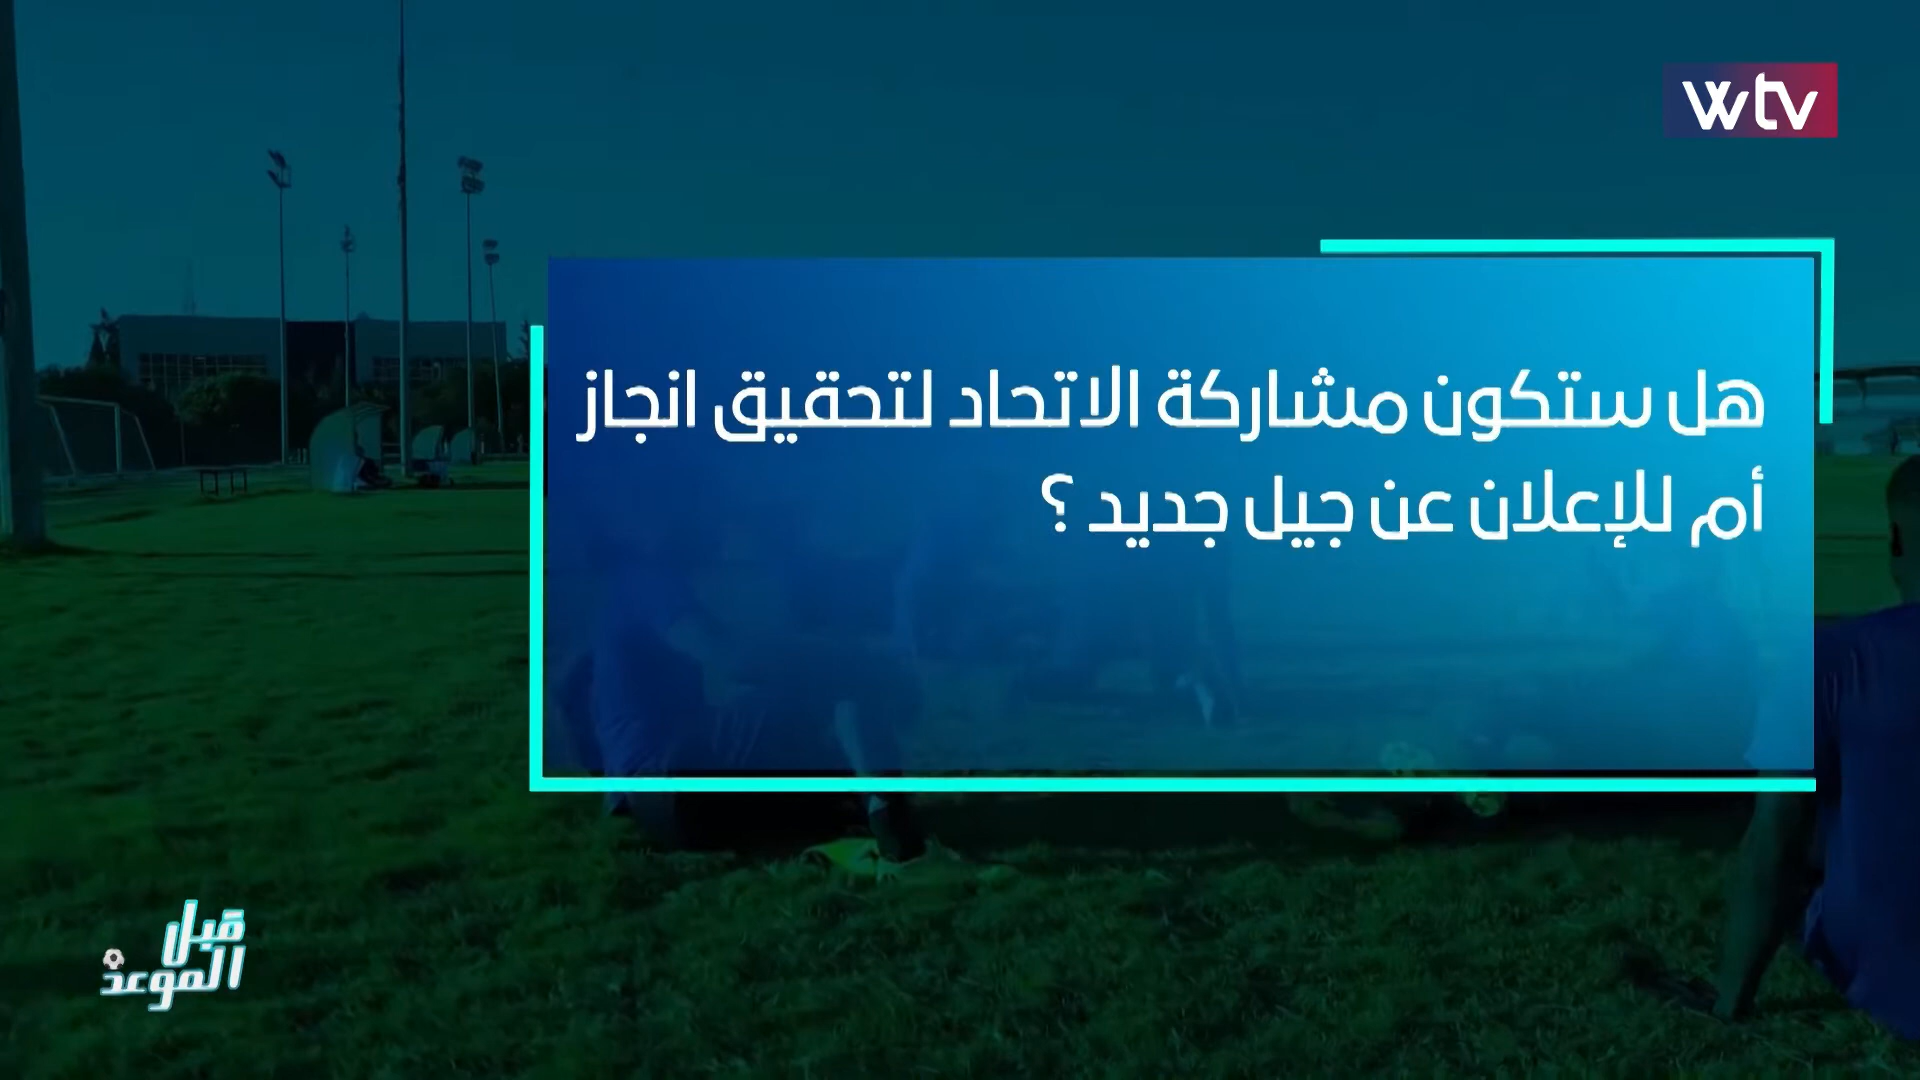 wtv
هل ستكون مشاركة الاتحاد لتحقيق انجاز
أم للإعلان عن جيل جديد ؟
قبل
الموعد